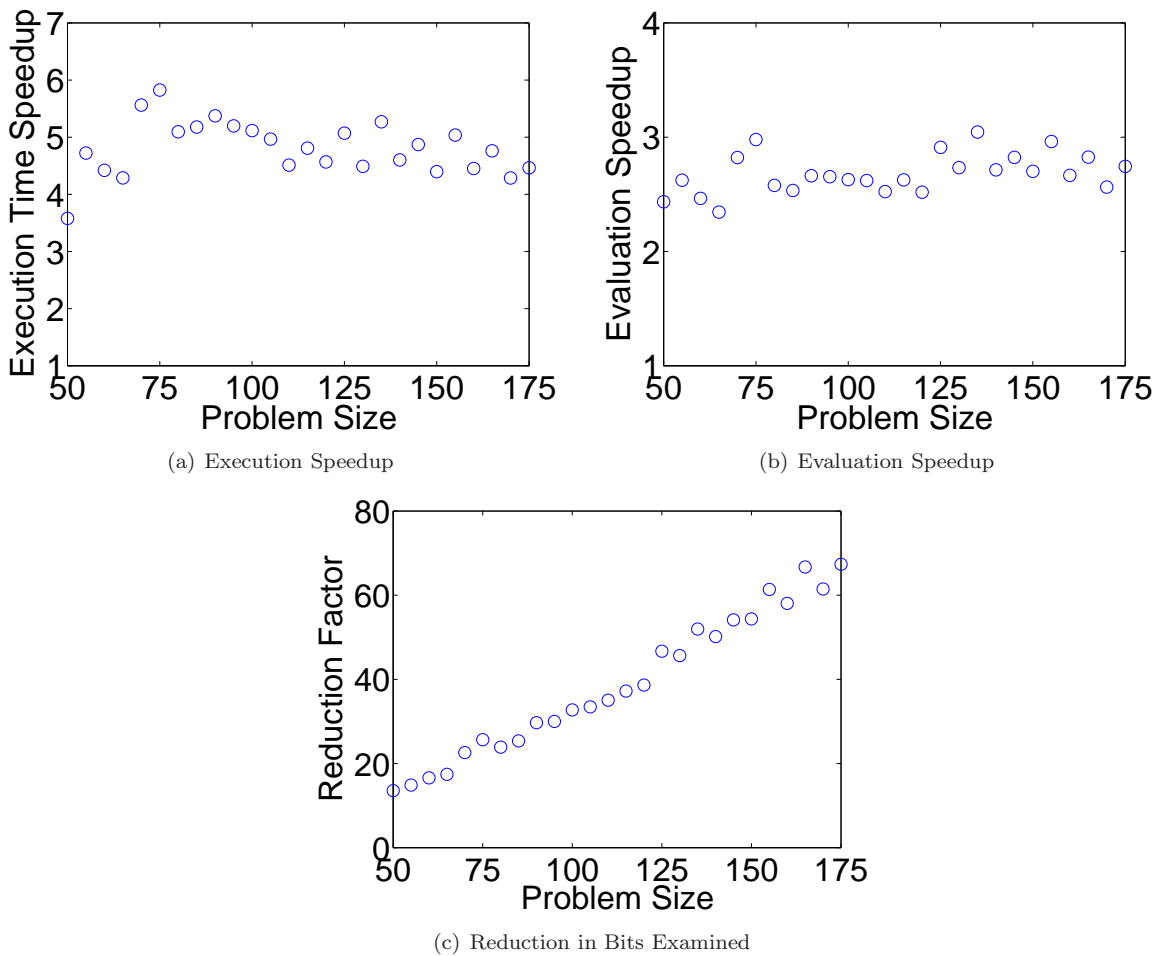 Execution Time Speedup
7
6
5
4
3
2
1
50 75 100 125 150 175
Problem Size
(a) Execution Speedup
Evaluation Speedup
4
3
2
1
50 75 100 125 150 175
Problem Size
(b) Evaluation Speedup
Reduction Factor
80
60
40
20
0
50 75 100 125 150 175
Problem Size
(c) Reduction in Bits Examined